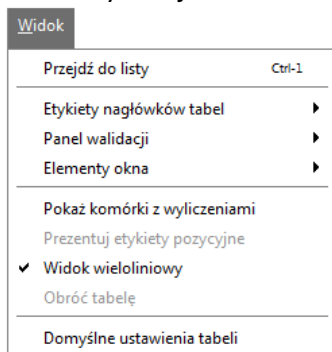 Widok
Przejdź do listy Ctrl-1
Etykiety nagłówków tabel
Panel walidacji
Elementy okna
Pokaż komórki z wyliczeniami
Prezentuj etykiety pozycyjne
Widok wieloliniowy
Obróć tabelę
Domyślne ustawienia tabeli